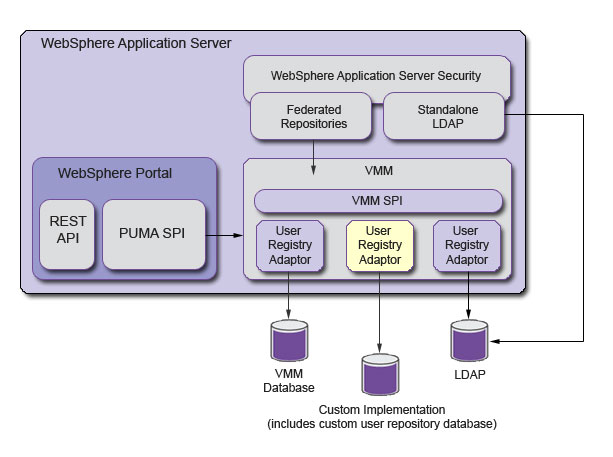 WebSphere Application Server
WebSphere Application Server Security
Federated
Repositories
Standalone
LDAP
WebSphere Portal
REST
API
PUMA SPI
VMM
VMM SPI
User
Registry
Adaptor
User
Registry
Adaptor
User
Registry
Adaptor
VMM
Database
LDAP
Custom Implementation
(includes custom user repository database)